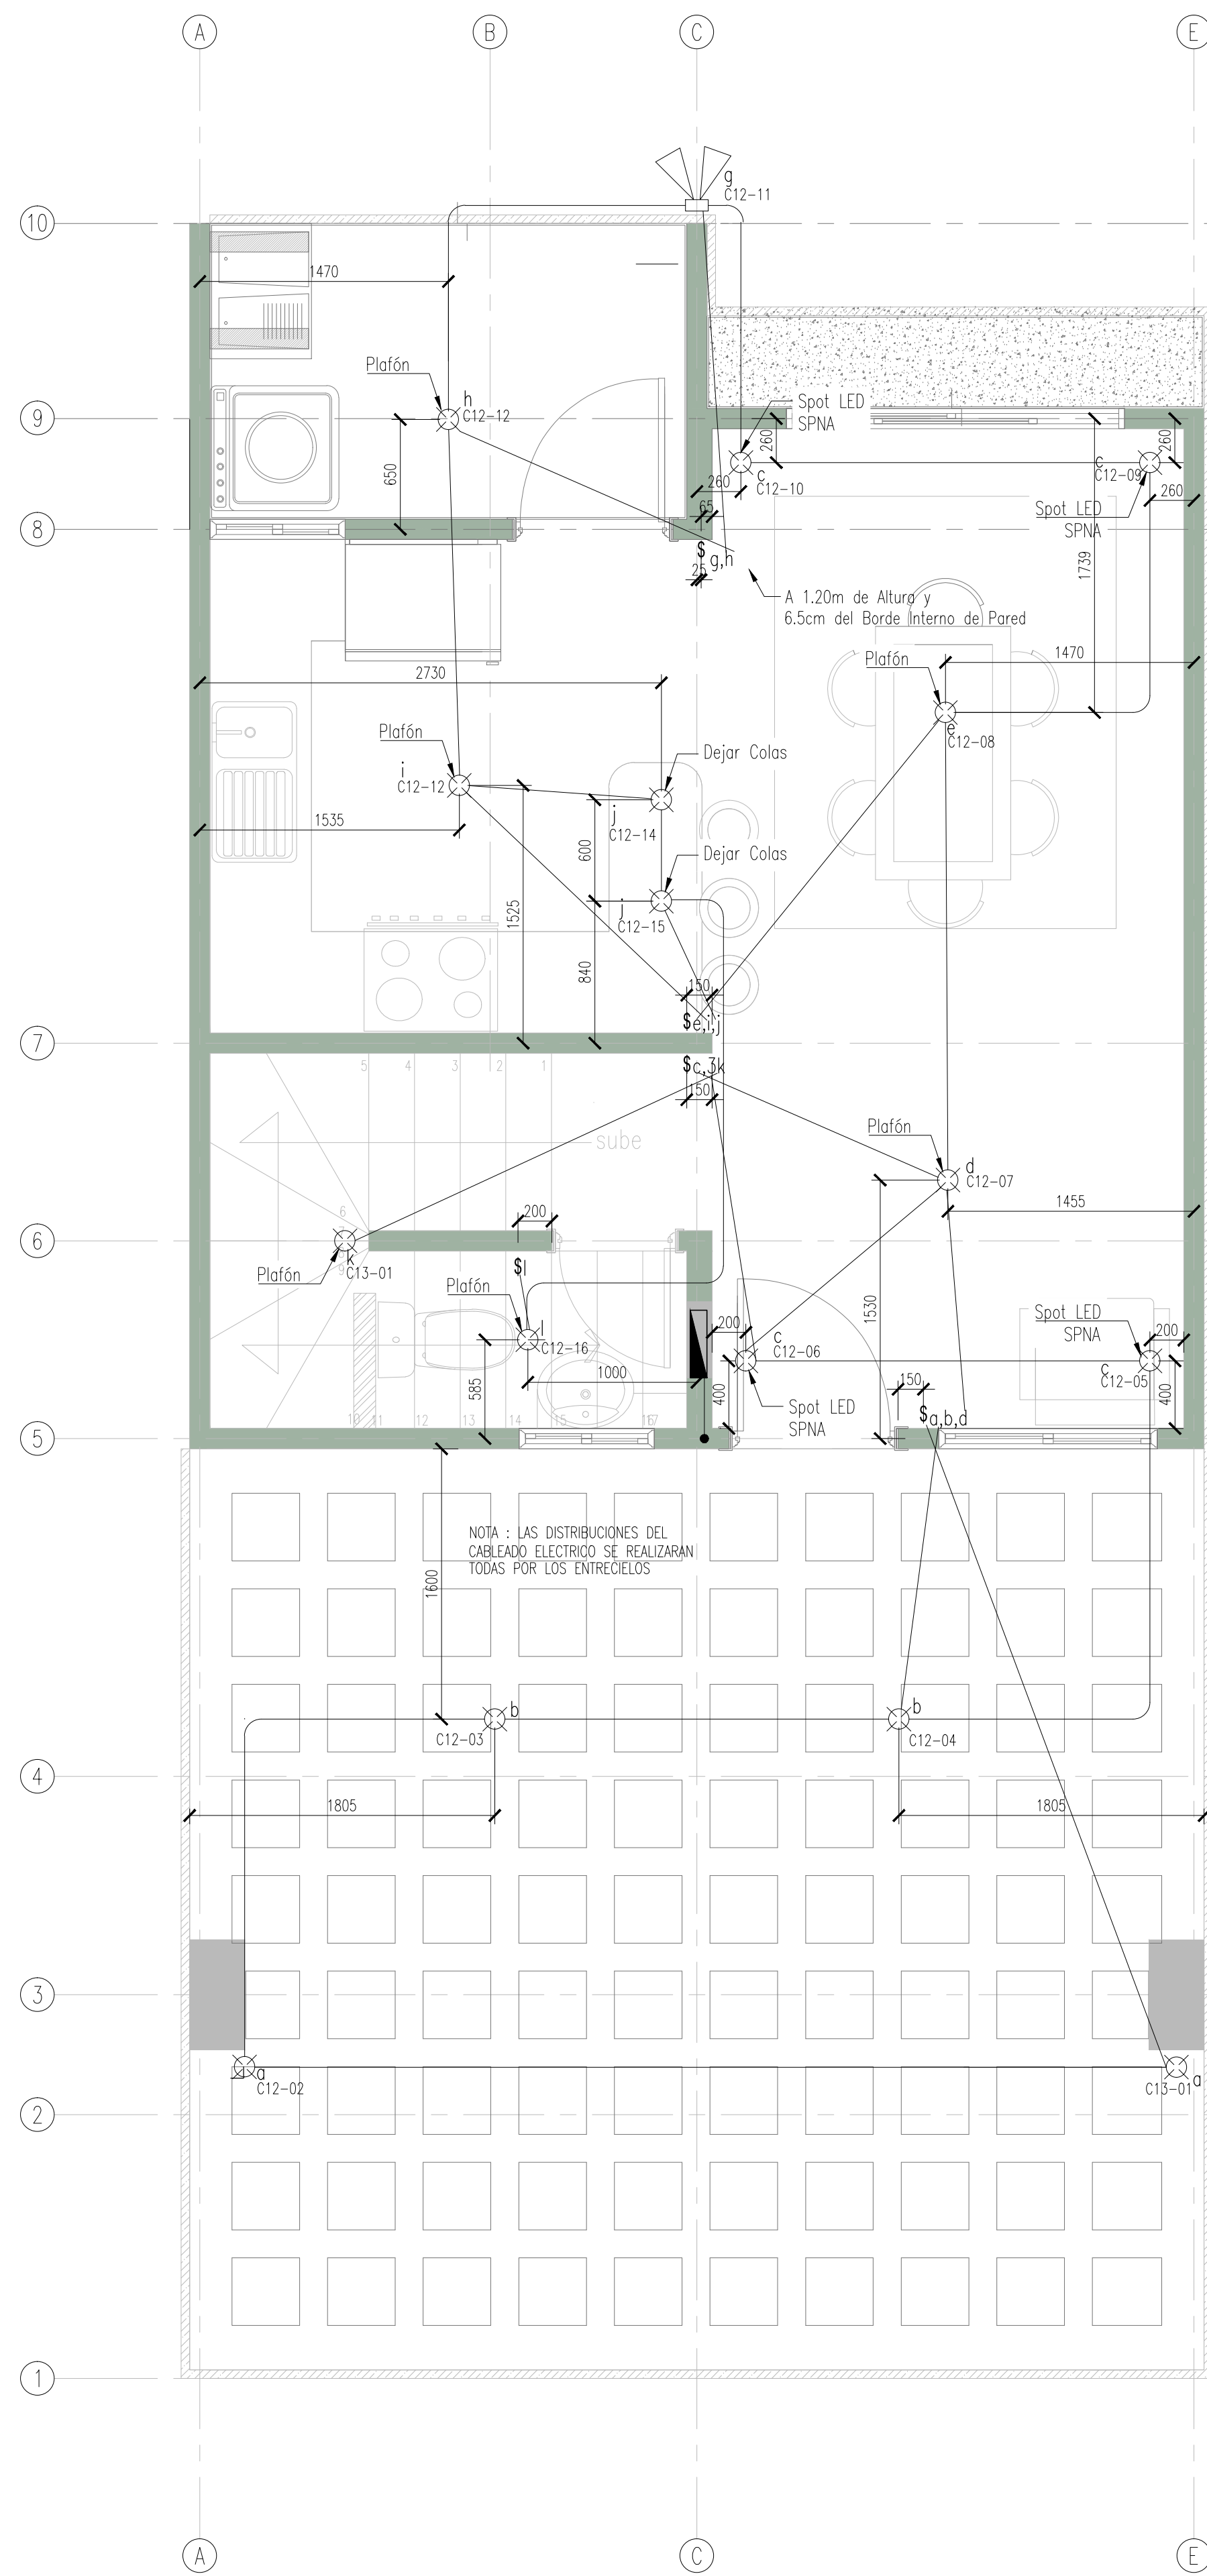 A
B
C
E
g
C12-11
10
1470
Plafón
h
C12-12
Spot LED
SPNA
9
260
260
650
c
C12-10
c
C12-09
260
260
Spot LED
SPNA
65
8
$ g,h
25
1739
A 1.20m de Altura y
6.5cm del Borde Interno de Pared
Plafón
1470
2730
e
C12-08
Plafón
Dejar Colas
i
C12-12
j
C12-14
1535
600
Dejar Colas
j
C12-15
1525
840
150
$e,i,j
7
$c,3k
150
5
4
3
2
1
sube
Plafón
d
C12-07
1455
200
6
6
7
9
k
C13-01
Plafón
$l
Plafón
l
C12-16
1000
585
200
c
C12-06
1530
Spot LED
SPNA
200
c
C12-05
400
400
150
$a,b,d
Spot LED
SPNA
10
11
12
13
14
15
16
17
5
NOTA : LAS DISTRIBUCIONES DEL
CABLEADO ELECTRICO SE REALIZARAN
TODAS POR LOS ENTRECIELOS
1600
b
C12-03
b
C12-04
4
1805
1805
3
a
C12-02
C13-01
a
2
1
A
C
E